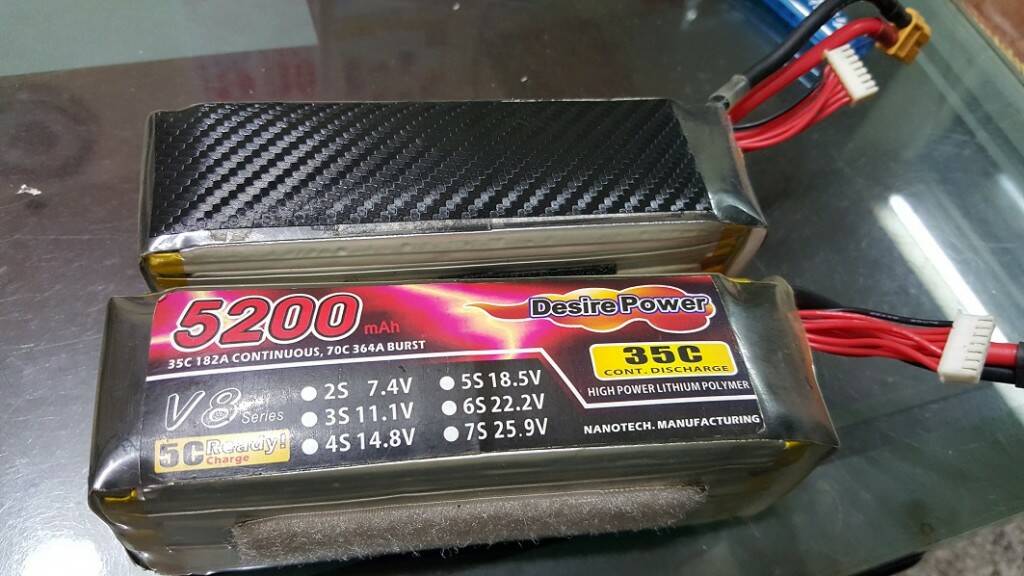 5200 mAh
Desire Power
35C 182A CONTINUOUS, 70C 364A BURST
35C
CONT. DISCHARGE
HIGH POWER LITHIUM POLYMER
V8 Series
2S 7.4V
3S 11.1V
4S 14.8V
5S 18.5V
6S 22.2V
7S 25.9V
5C Ready!
Charge
NANOTECH. MANUFACTURING